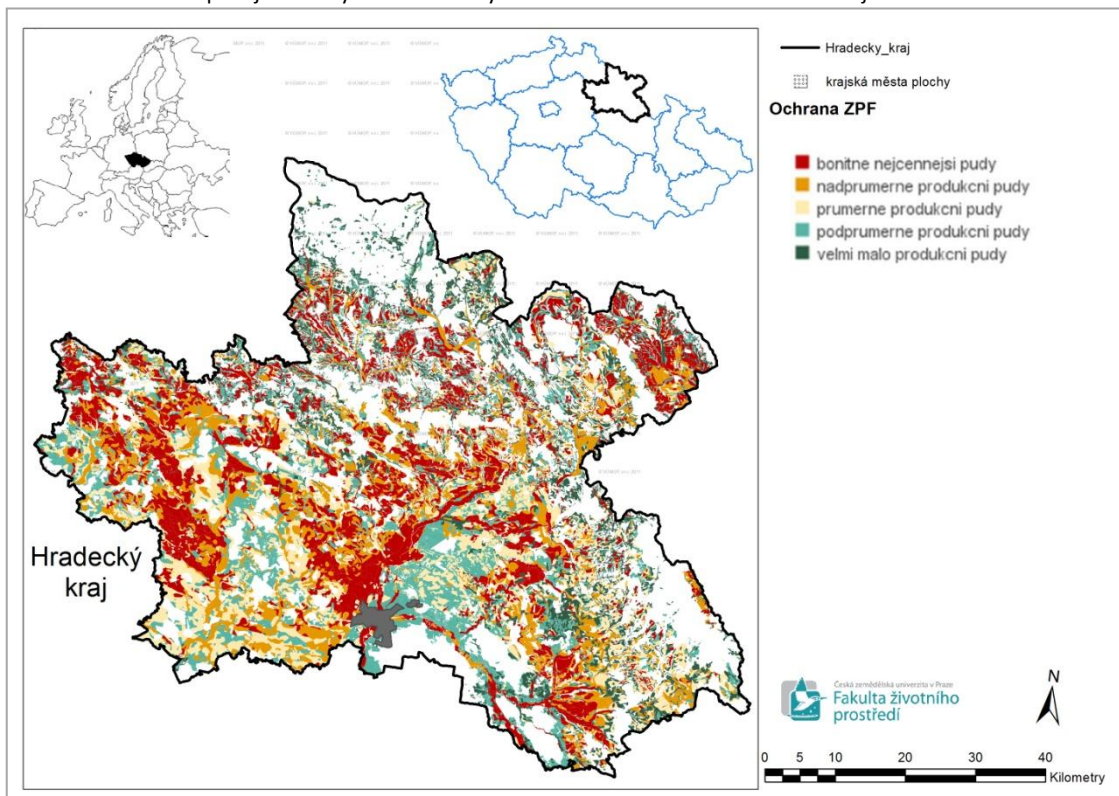 Hradecky_kraj
krajská města plochy
Ochrana ZPF
bonitne nejcennejsi pudy
nadprumerne produkcni pudy
prumerne produkcni pudy
podprumerne produkcni pudy
velmi malo produkcni pudy
Hradecký
kraj
Česká zemědělská univerzita v Praze
Fakulta životního
prostředí
N
0 5 10 20 30 40
Kilometry